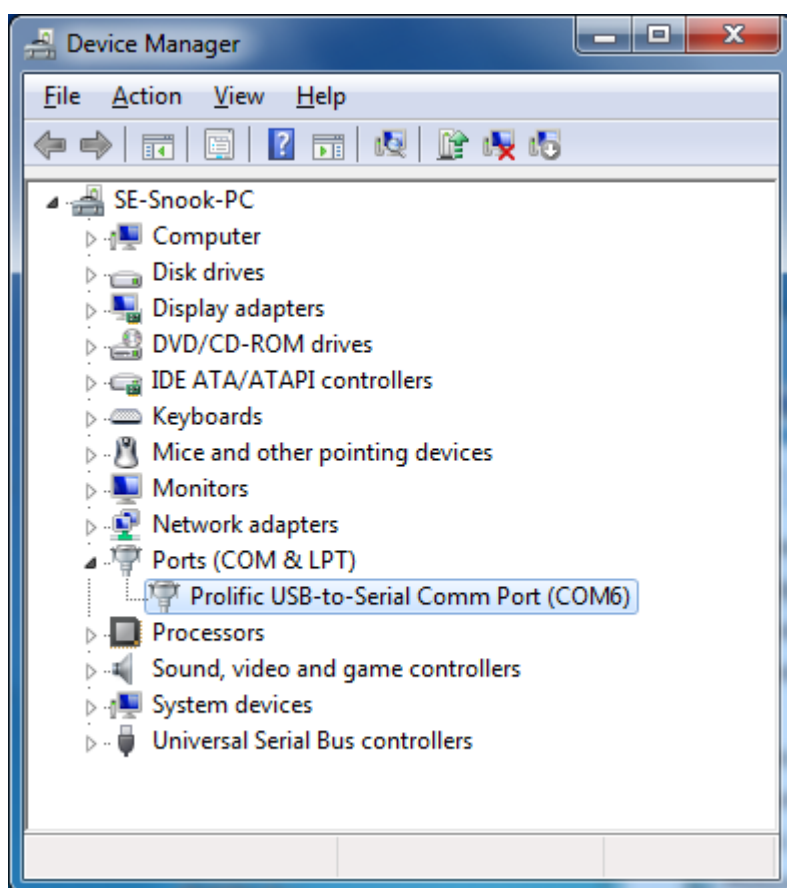 Device Manager
File Action View Help
SE-Snook-PC
Computer
Disk drives
Display adapters
DVD/CD-ROM drives
IDE ATA/ATAPI controllers
Keyboards
Mice and other pointing devices
Monitors
Network adapters
Ports (COM & LPT)
Prolific USB-to-Serial Comm Port (COM6)
Processors
Sound, video and game controllers
System devices
Universal Serial Bus controllers